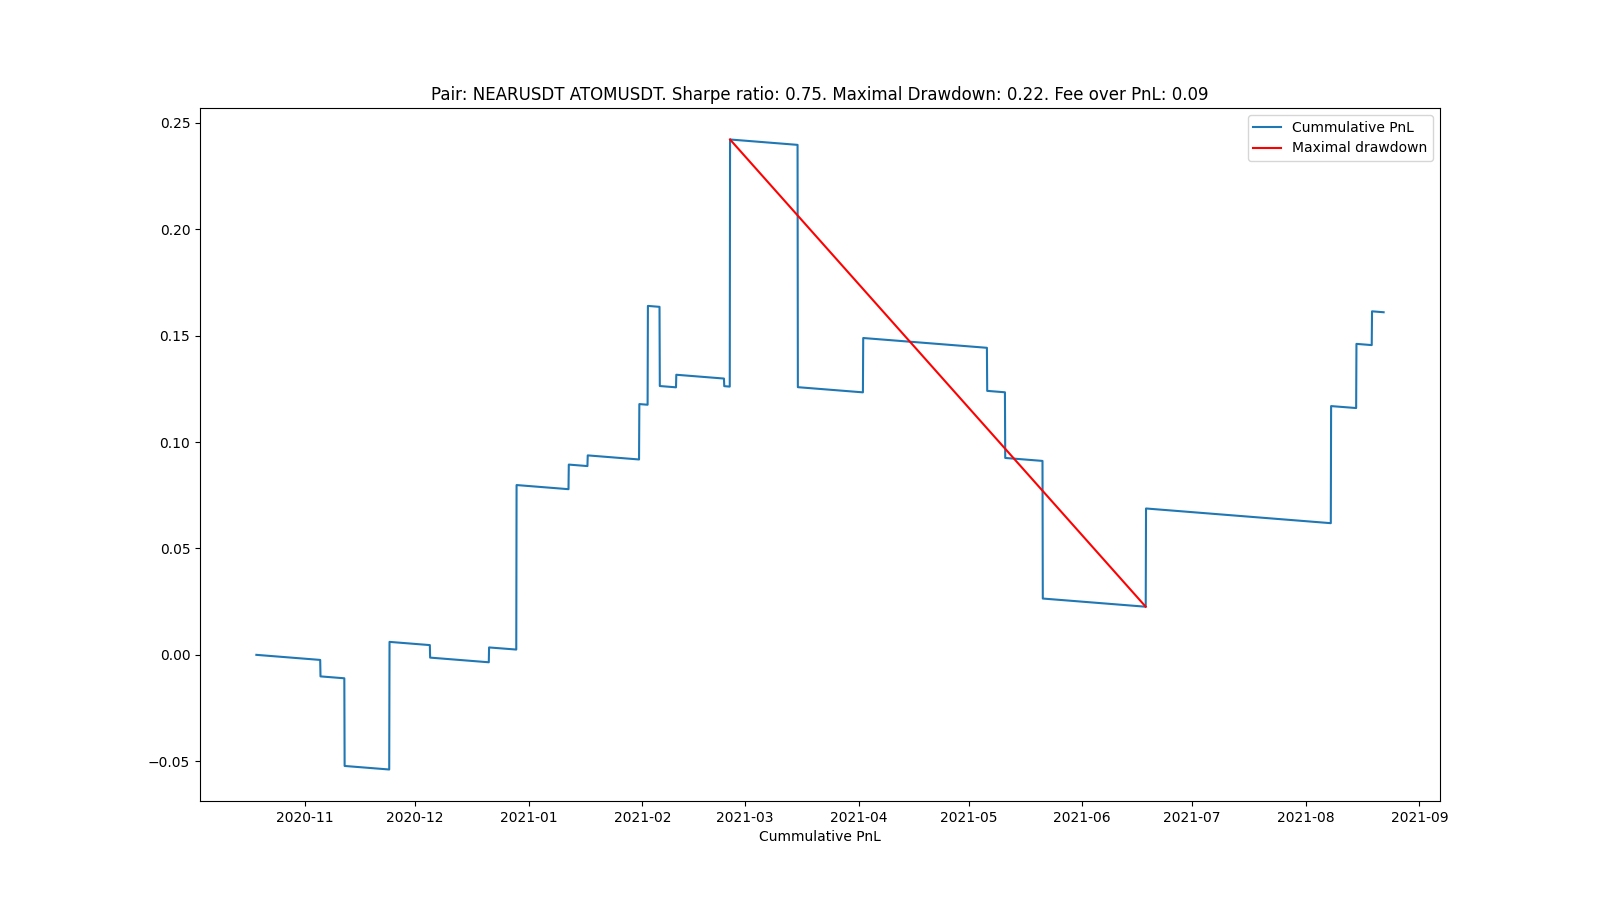 Pair: NEARUSDT ATOMUSDT. Sharpe ratio: 0.75. Maximal Drawdown: 0.22. Fee over PnL: 0.09
Cummulative PnL
Maximal drawdown
0.25
0.20
0.15
0.10
0.05
0.00
−0.05
2020-11 2020-12 2021-01 2021-02 2021-03 2021-04 2021-05 2021-06 2021-07 2021-08 2021-09
Cummulative PnL